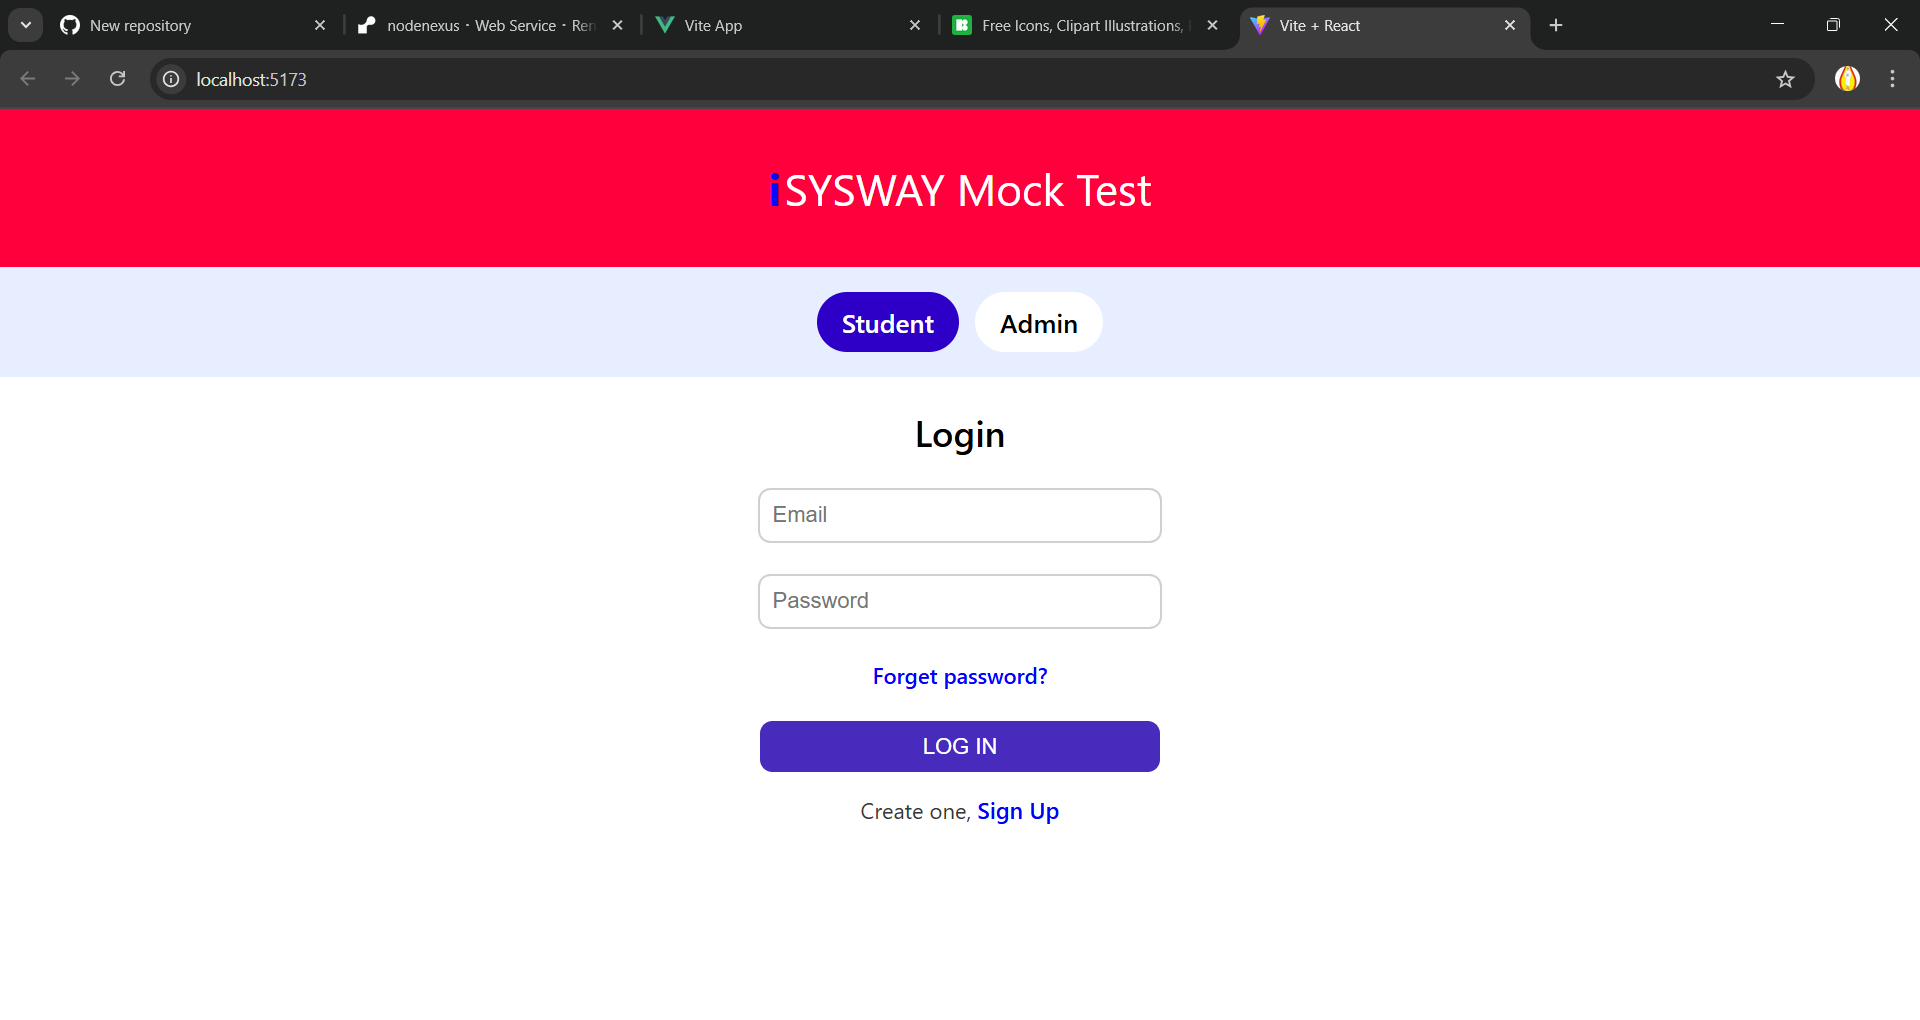 New repository
nodenexus · Web Service · Ren
Vite App
Free Icons, Clipart Illustrations,
Vite + React
localhost:5173
iSYSWAY Mock Test
Student
Admin
Login
Email
Password
Forget password?
LOG IN
Create one, Sign Up